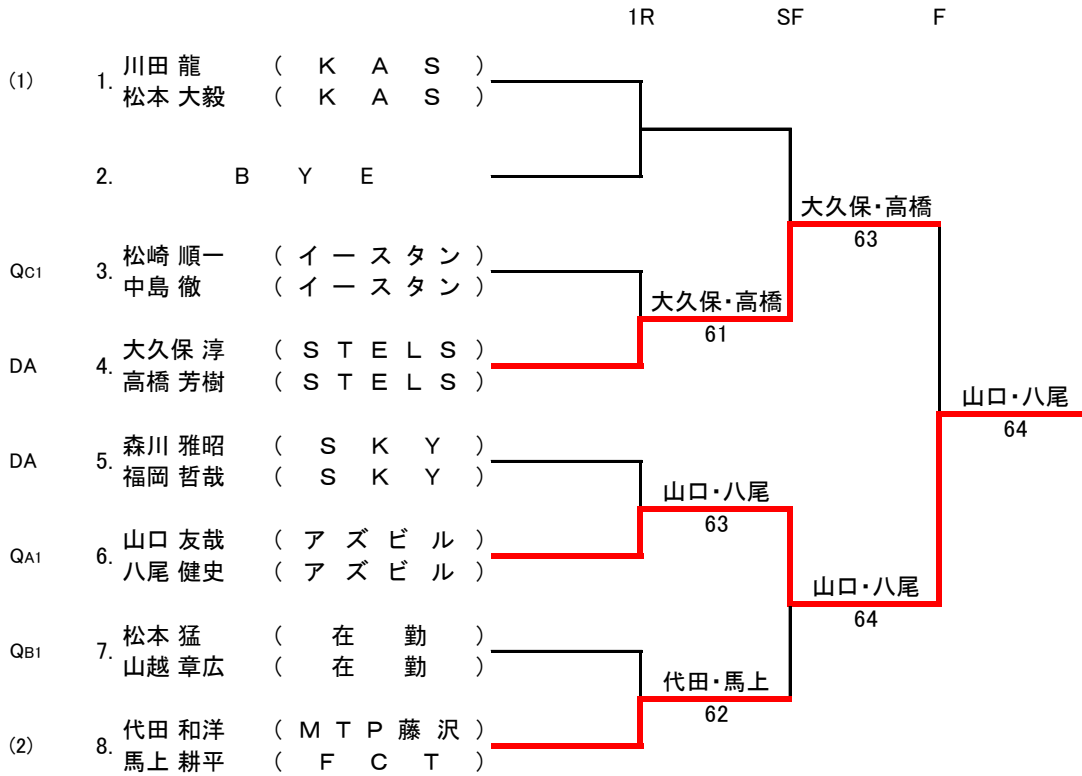 1R SF F
川田 龍 ( K A S )
(1) 1.
松本 大毅 ( K A S )
2. B Y E
大久保・高橋
63
松崎 順一 ( イ ー ス タ ン )
QC1 3.
中島 徹 ( イ ー ス タ ン )
大久保・高橋
61
大久保 淳 ( S T E L S )
DA 4.
高橋 芳樹 ( S T E L S )
山口・八尾
64
森川 雅昭 ( S K Y )
DA 5.
福岡 哲哉 ( S K Y )
山口・八尾
63
山口 友哉 ( ア ズ ビ ル )
QA1 6.
八尾 健史 ( ア ズ ビ ル )
山口・八尾
64
松本 猛 ( 在 勤 )
QB1 7.
山越 章広 ( 在 勤 )
代田・馬上
62
代田 和洋 ( M T P 藤 沢 )
(2) 8.
馬上 耕平 ( F C T )